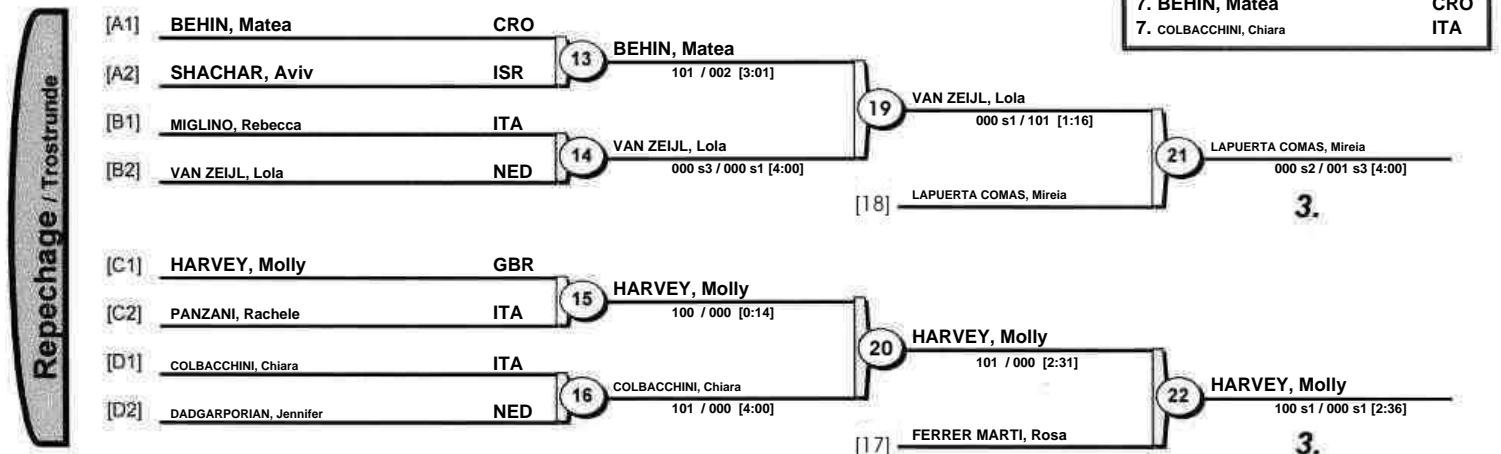 7. BEHIN, Matea CRO
7. COLBACCHINI, Chiara ITA
Repechage / Trostrunde
[A1] BEHIN, Matea CRO
[A2] SHACHAR, Aviv ISR
13
BEHIN, Matea
101 / 002 [3:01]
[B1] MIGLINO, Rebecca ITA
[B2] VAN ZEIJL, Lola NED
14
VAN ZEIJL, Lola
000 s3 / 000 s1 [4:00]
19
VAN ZEIJL, Lola
000 s1 / 101 [1:16]
[18] LAPUERTA COMAS, Mireia
21
LAPUERTA COMAS, Mireia
000 s2 / 001 s3 [4:00]
3.
[C1] HARVEY, Molly GBR
[C2] PANZANI, Rachele ITA
15
HARVEY, Molly
100 / 000 [0:14]
[D1] COLBACCHINI, Chiara ITA
[D2] DADGARPORIAN, Jennifer NED
16
COLBACCHINI, Chiara
101 / 000 [4:00]
20
HARVEY, Molly
101 / 000 [2:31]
[17] FERRER MARTI, Rosa
22
HARVEY, Molly
100 s1 / 000 s1 [2:36]
3.